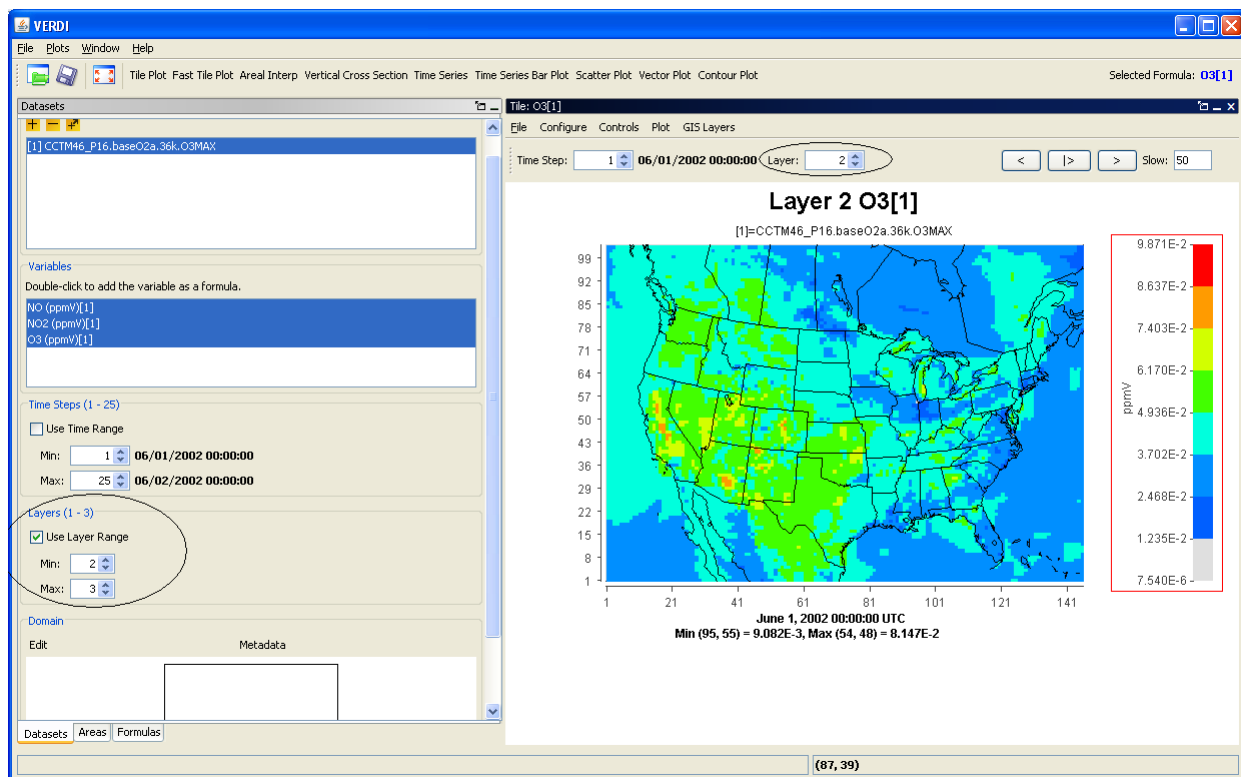 VERDI
File Plots Window Help
Tile Plot Fast Tile Plot Areal Interp Vertical Cross Section Time Series Time Series Bar Plot Scatter Plot Vector Plot Contour Plot
Selected Formula: O3[1]
Datasets
[1] CCTM46_P16.baseO2a.36k.O3MAX
Variables
Double-click to add the variable as a formula.
NO (ppmV)[1]
NO2 (ppmV)[1]
O3 (ppmV)[1]
Time Steps (1 - 25)
Use Time Range
Min: 1 06/01/2002 00:00:00
Max: 25 06/02/2002 00:00:00
Layers (1 - 3)
Use Layer Range
Min: 2
Max: 3
Domain
Edit Metadata
Datasets Areas Formulas
Tile: O3[1]
File Configure Controls Plot GIS Layers
Time Step: 1 06/01/2002 00:00:00 Layer: 2 < |> > Slow: 50
Layer 2 O3[1]
[1]=CCTM46_P16.baseO2a.36k.O3MAX
99
92
85
78
71
64
57
50
43
36
29
22
15
8
1
1 21 41 61 81 101 121 141
June 1, 2002 00:00:00 UTC
Min (95, 55) = 9.082E-3, Max (54, 48) = 8.147E-2
ppmV
9.871E-2
8.637E-2
7.403E-2
6.170E-2
4.936E-2
3.702E-2
2.468E-2
1.235E-2
7.540E-6
(87, 39)